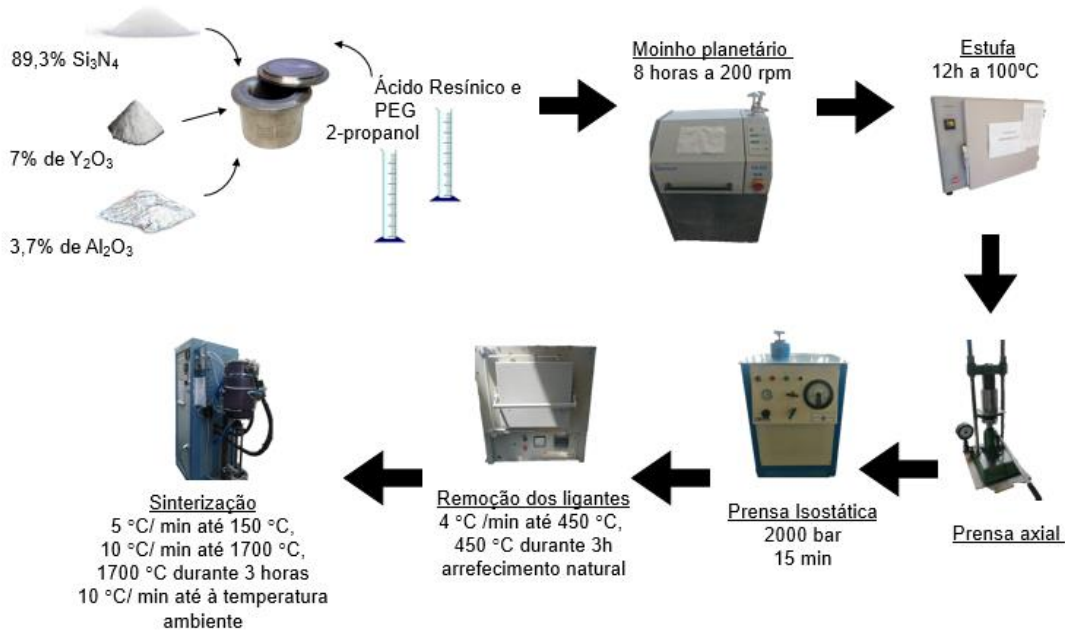 89,3% Si₃N₄
7% de Y₂O₃
3,7% de Al₂O₃
Ácido Resínico e
PEG
2-propanol
Moinho planetário
8 horas a 200 rpm
Estufa
12h a 100ºC
Prensa axial
Prensa Isostática
2000 bar
15 min
Remoção dos ligantes
4 °C /min até 450 °C,
450 °C durante 3h
arrefecimento natural
Sinterização
5 °C/ min até 150 °C,
10 °C/ min até 1700 °C,
1700 °C durante 3 horas
10 °C/ min até à temperatura
ambiente